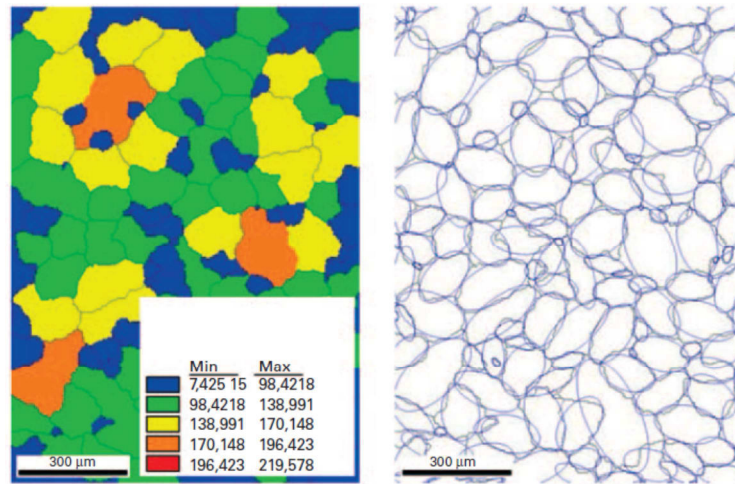 Min Max
7,425 15 98,4218
98,4218 138,991
138,991 170,148
170,148 196,423
196,423 219,578
300 µm
300 µm